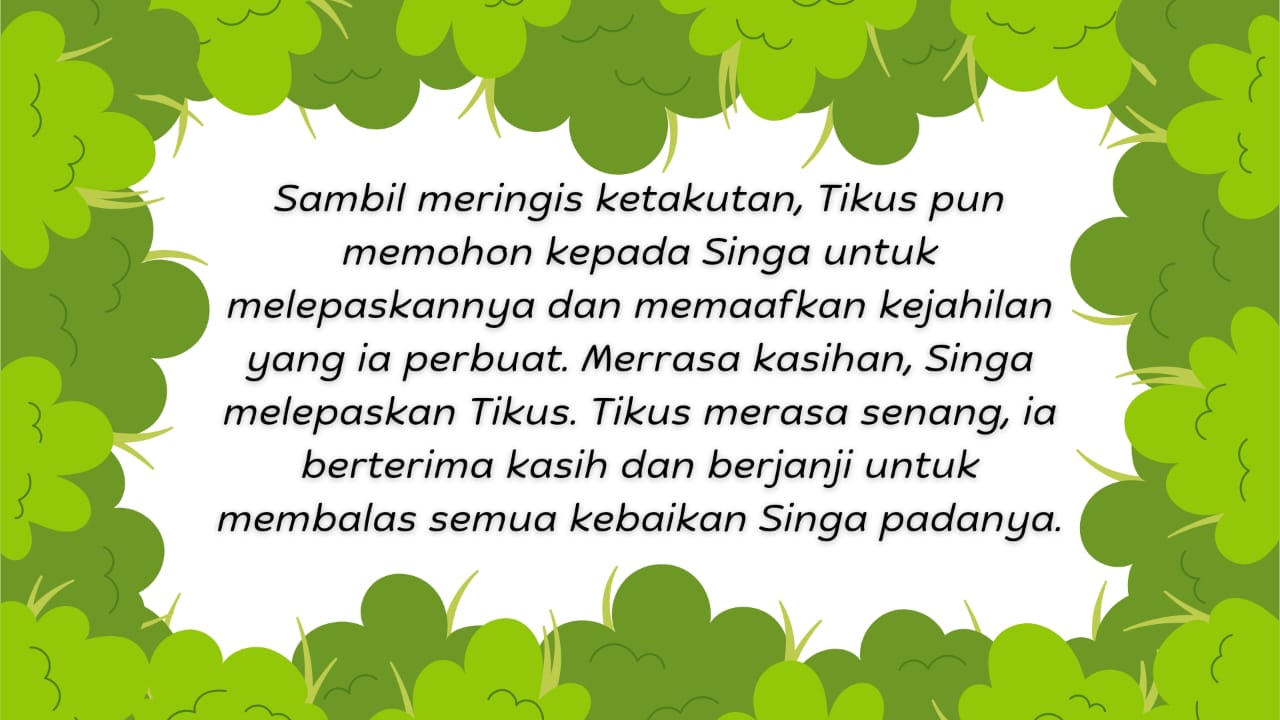 Sambil meringis ketakutan, Tikus pun
memohon kepada Singa untuk
melepaskannya dan memaafkan kejahilan
yang ia perbuat. Merrasa kasihan, Singa
melepaskan Tikus. Tikus merasa senang, ia
berterima kasih dan berjanji untuk
membalas semua kebaikan Singa padanya.